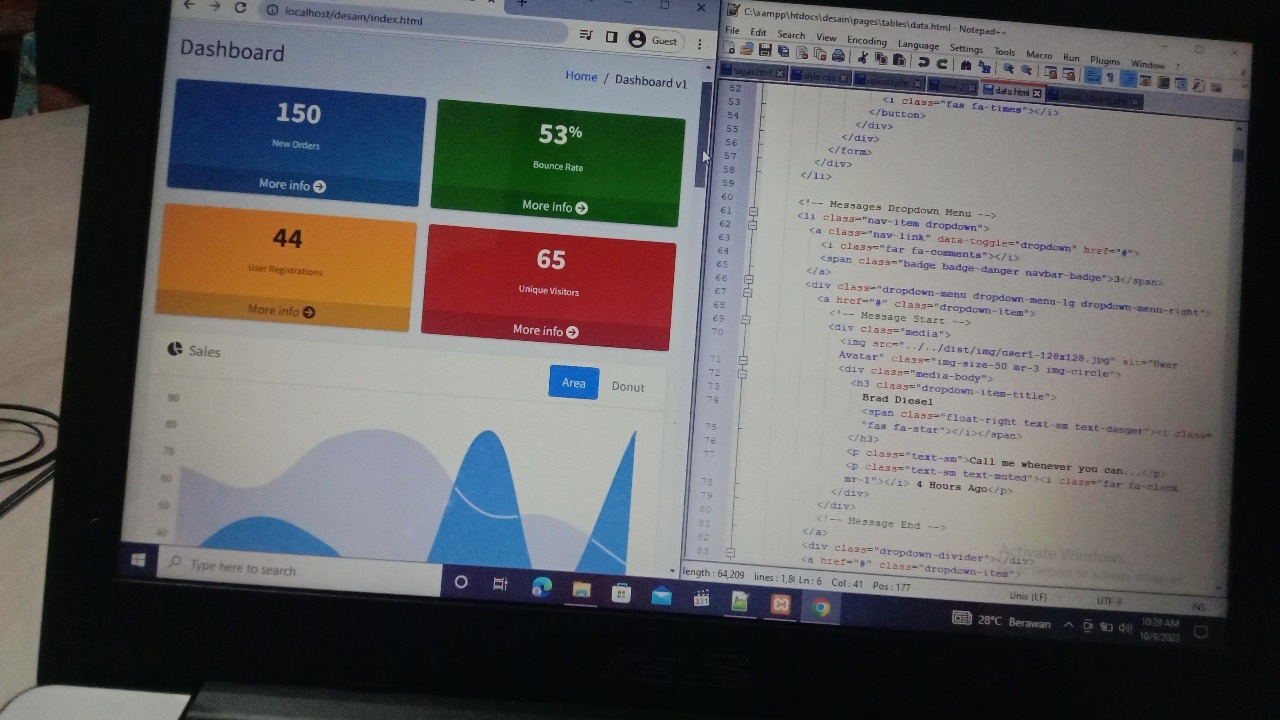 localhost/desain/index.html
Guest
Dashboard
Home / Dashboard v1
150
New Orders
More info
53%
Bounce Rate
More info
44
User Registrations
More info
65
Unique Visitors
More info
Sales
Area
Donut
90
80
70
60
50
40
Type here to search
C:\xampp\htdocs\desain\pages\tables\data.html - Notepad++
File Edit Search View Encoding Language Settings Tools Macro Run Plugins Window ?
data.html
52
53 <i class="fas fa-times"></i>
54 </button>
55 </div>
56 </div>
57 </form>
58 </div>
59 </li>
60
61 <!-- Messages Dropdown Menu -->
62 <li class="nav-item dropdown">
63 <a class="nav-link" data-toggle="dropdown" href="#">
64 <i class="far fa-comments"></i>
65 <span class="badge badge-danger navbar-badge">3</span>
66 </a>
67 <div class="dropdown-menu dropdown-menu-lg dropdown-menu-right">
68 <a href="#" class="dropdown-item">
69 <!-- Message Start -->
70 <div class="media">
<img src="../../dist/img/user1-128x128.jpg" alt="User
71 Avatar" class="img-size-50 mr-3 img-circle">
72 <div class="media-body">
73 <h3 class="dropdown-item-title">
74 Brad Diesel
<span class="float-right text-sm text-danger"><i class=
75 "fas fa-star"></i></span>
76 </h3>
77 <p class="text-sm">Call me whenever you can...</p>
<p class="text-sm text-muted"><i class="far fa-clock
78 mr-1"></i> 4 Hours Ago</p>
79 </div>
80 </div>
81 <!-- Message End -->
82 </a>
83 <div class="dropdown-divider"></div>
<a href="#" class="dropdown-item">
Activate Windows
length : 64,209 lines : 1,8 Ln : 6 Col : 41 Pos : 177
Unix (LF)
UTF-8
INS
28°C Berawan
10:29 AM
10/9/2022